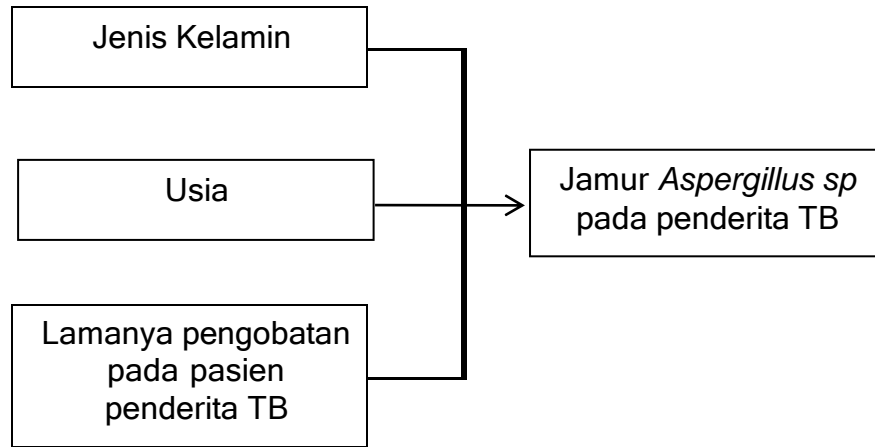 Jenis Kelamin
Usia
Lamanya pengobatan
pada pasien
penderita TB
Jamur Aspergillus sp
pada penderita TB